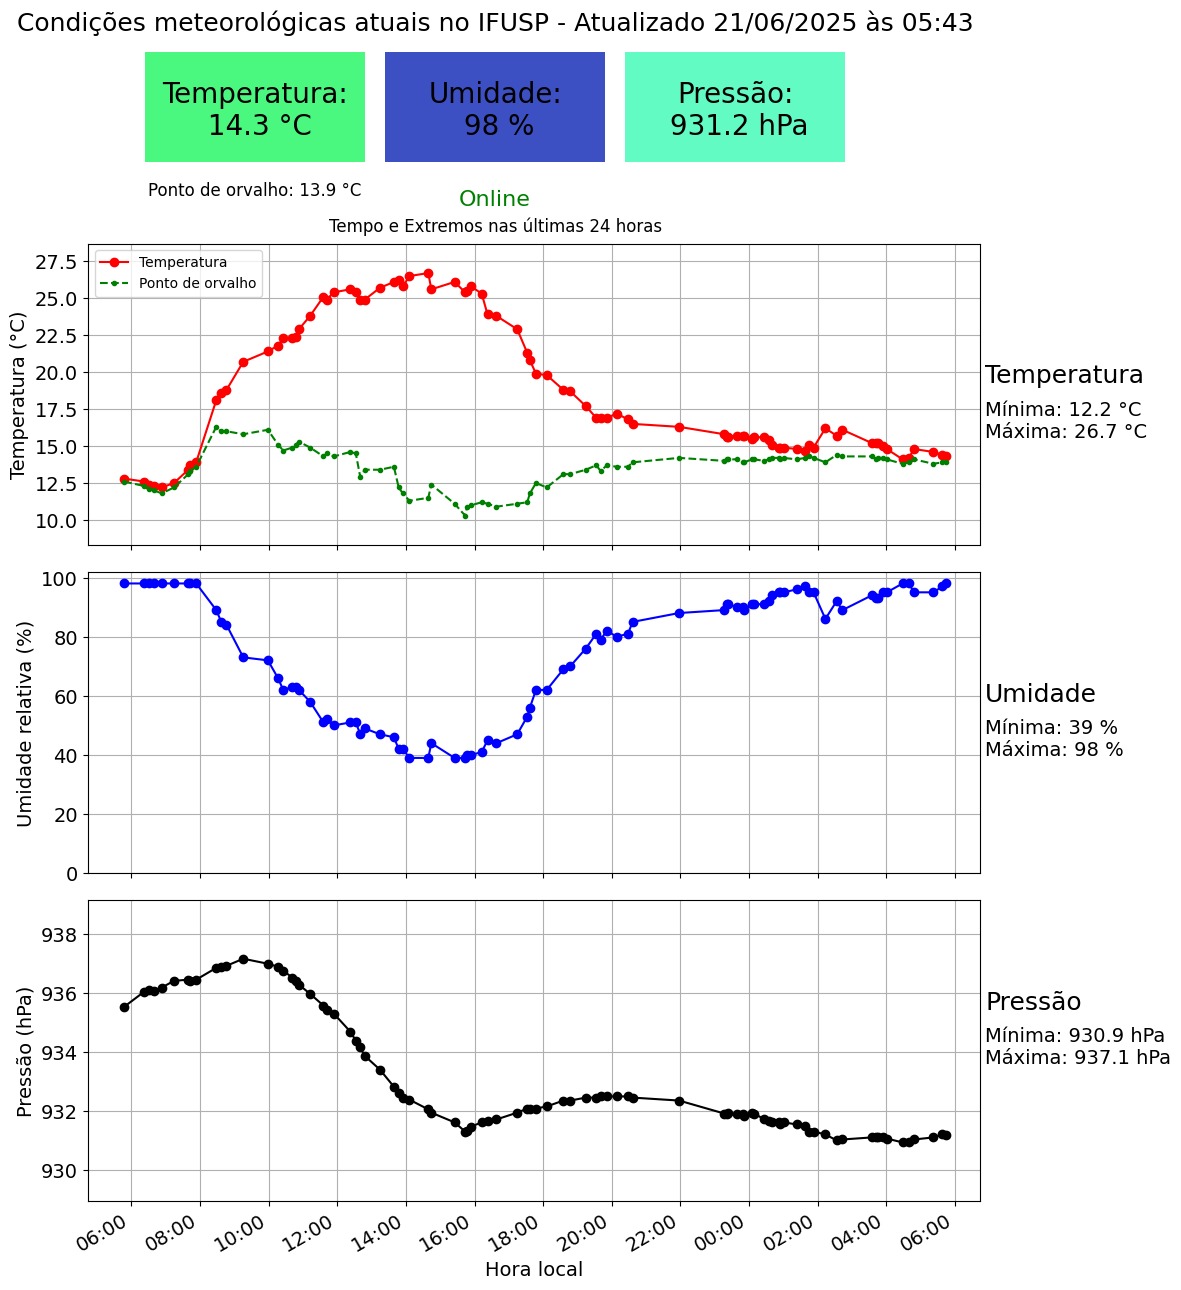 Condições meteorológicas atuais no IFUSP - Atualizado 21/06/2025 às 05:43
Temperatura:
14.3 °C
Umidade:
98 %
Pressão:
931.2 hPa
Ponto de orvalho: 13.9 °C
Online
Tempo e Extremos nas últimas 24 horas
Temperatura
Ponto de orvalho
Temperatura (°C)
27.5
25.0
22.5
20.0
17.5
15.0
12.5
10.0
Temperatura
Mínima: 12.2 °C
Máxima: 26.7 °C
Umidade relativa (%)
100
80
60
40
20
0
Umidade
Mínima: 39 %
Máxima: 98 %
Pressão (hPa)
938
936
934
932
930
Pressão
Mínima: 930.9 hPa
Máxima: 937.1 hPa
06:00
08:00
10:00
12:00
14:00
16:00
18:00
20:00
22:00
00:00
02:00
04:00
06:00
Hora local